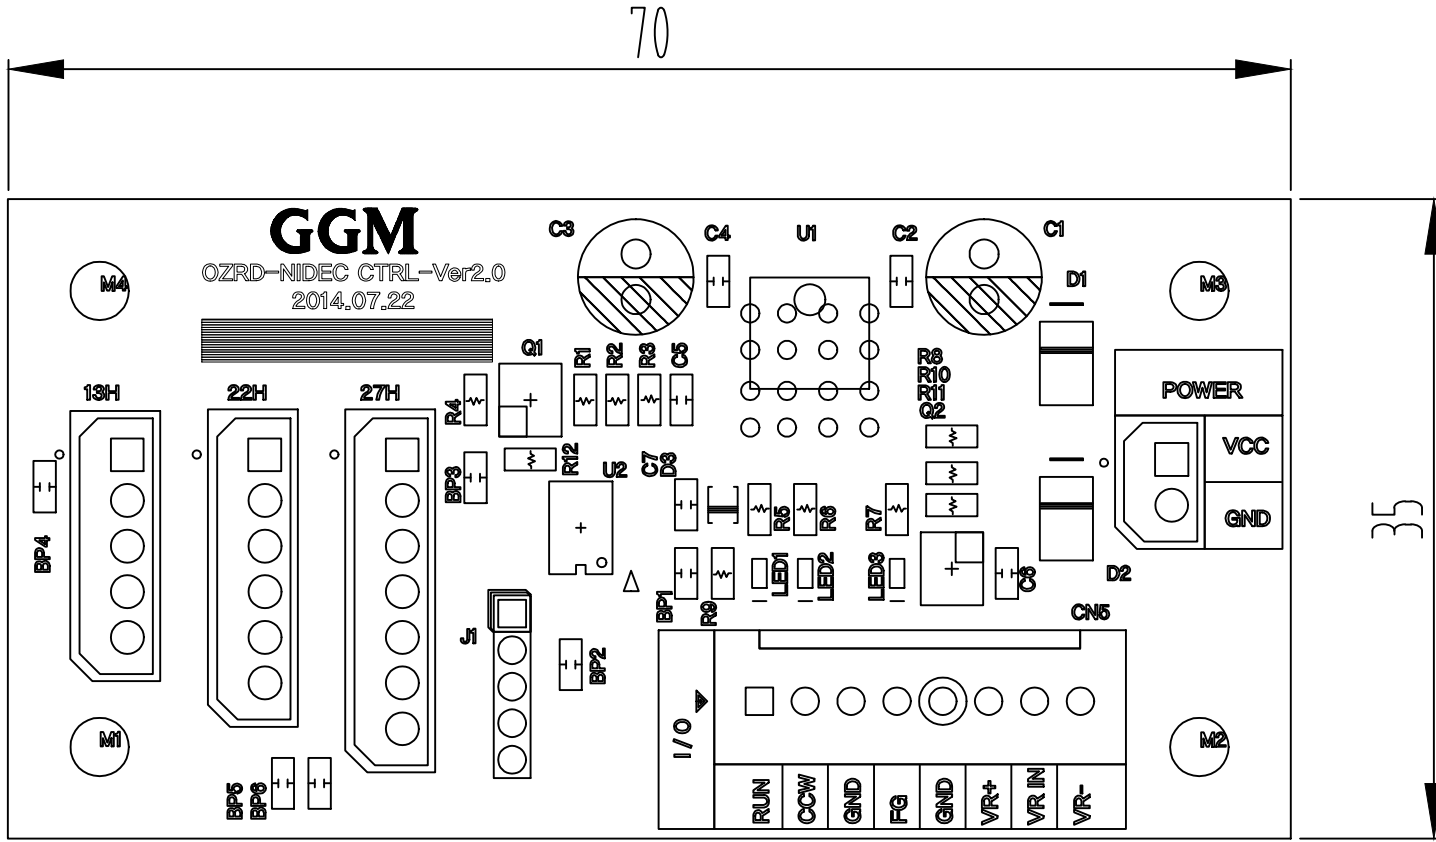 70
GGM
OZRD-NIDEC CTRL-Ver2.0
2014.07.22
C3
C4
U1
C2
C1
D1
M4
M3
Q1
R1
R2
R3
C5
R8
R10
R11
Q2
POWER
VCC
GND
13H
22H
27H
R4
R12
BP3
U2
C7
D3
R5
R6
R7
35
BP4
LED1
LED2
LED3
C6
D2
BP1
R9
CN5
J1
BP2
M1
M2
I/O
BP5
BP6
RUN
CCW
GND
FG
GND
VR+
VR IN
VR-